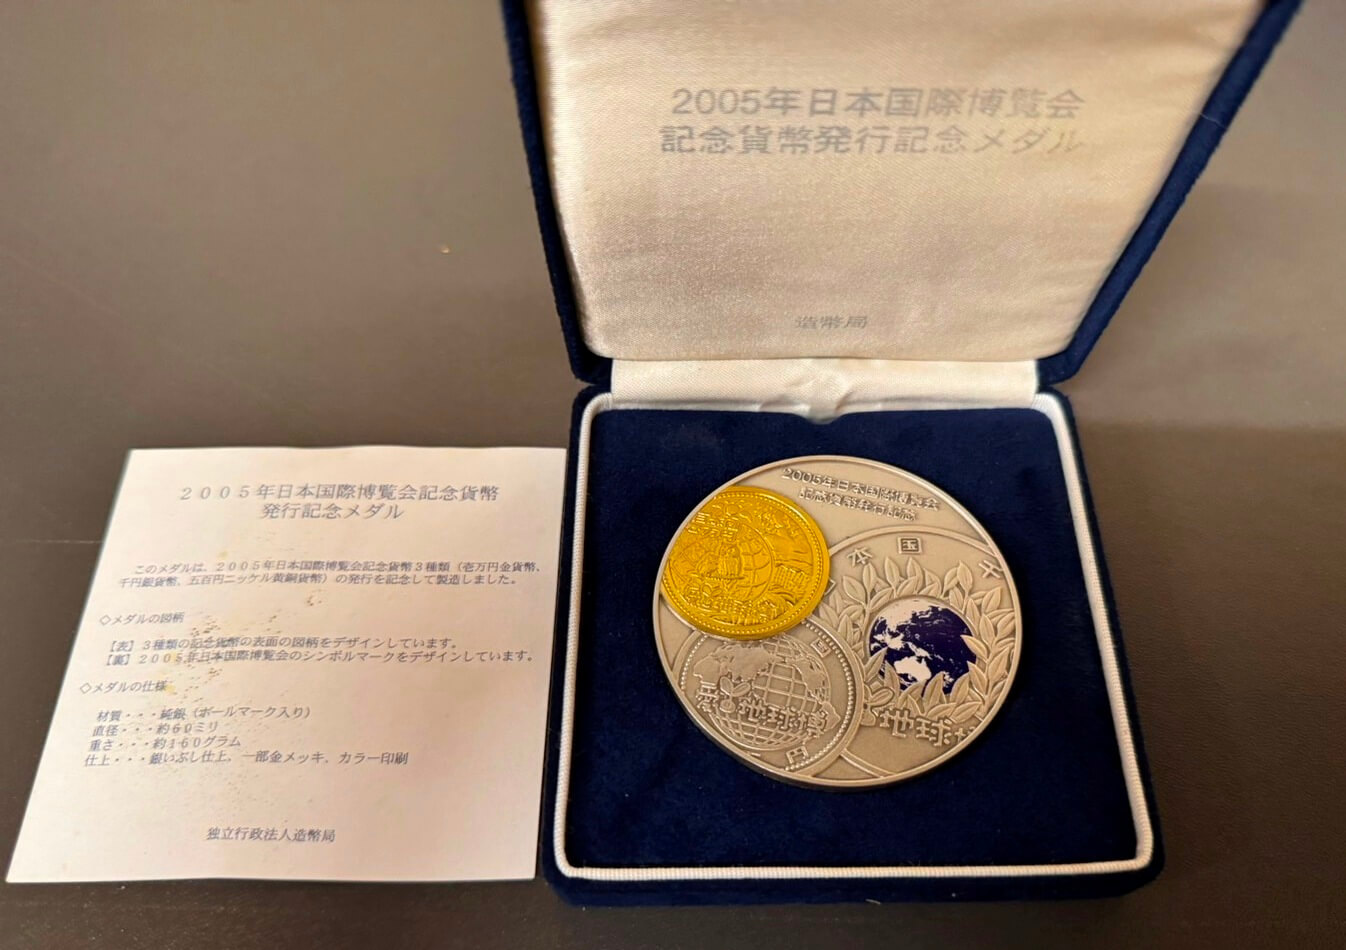 2005年日本国際博覧会
記念貨幣発行記念メダル
造幣局
2005年日本国際博覧会記念貨幣
発行記念メダル
このメダルは、2005年日本国際博覧会記念貨幣3種類（壱万円金貨幣、
千円銀貨幣、五百円ニッケル黄銅貨幣）の発行を記念して製造しました。
◇メダルの図柄
【表】3種類の記念貨幣の表面の図柄をデザインしています。
【裏】2005年日本国際博覧会のシンボルマークをデザインしています。
◇メダルの仕様
材質・・・純銀（ホールマーク入り）
直径・・・約60ミリ
重さ・・・約160グラム
仕上・・・銀いぶし仕上、一部金メッキ、カラー印刷
独立行政法人造幣局
2005年日本国際博覧会
記念貨幣発行記念
日本国 千
地球
国
愛・地球博
円